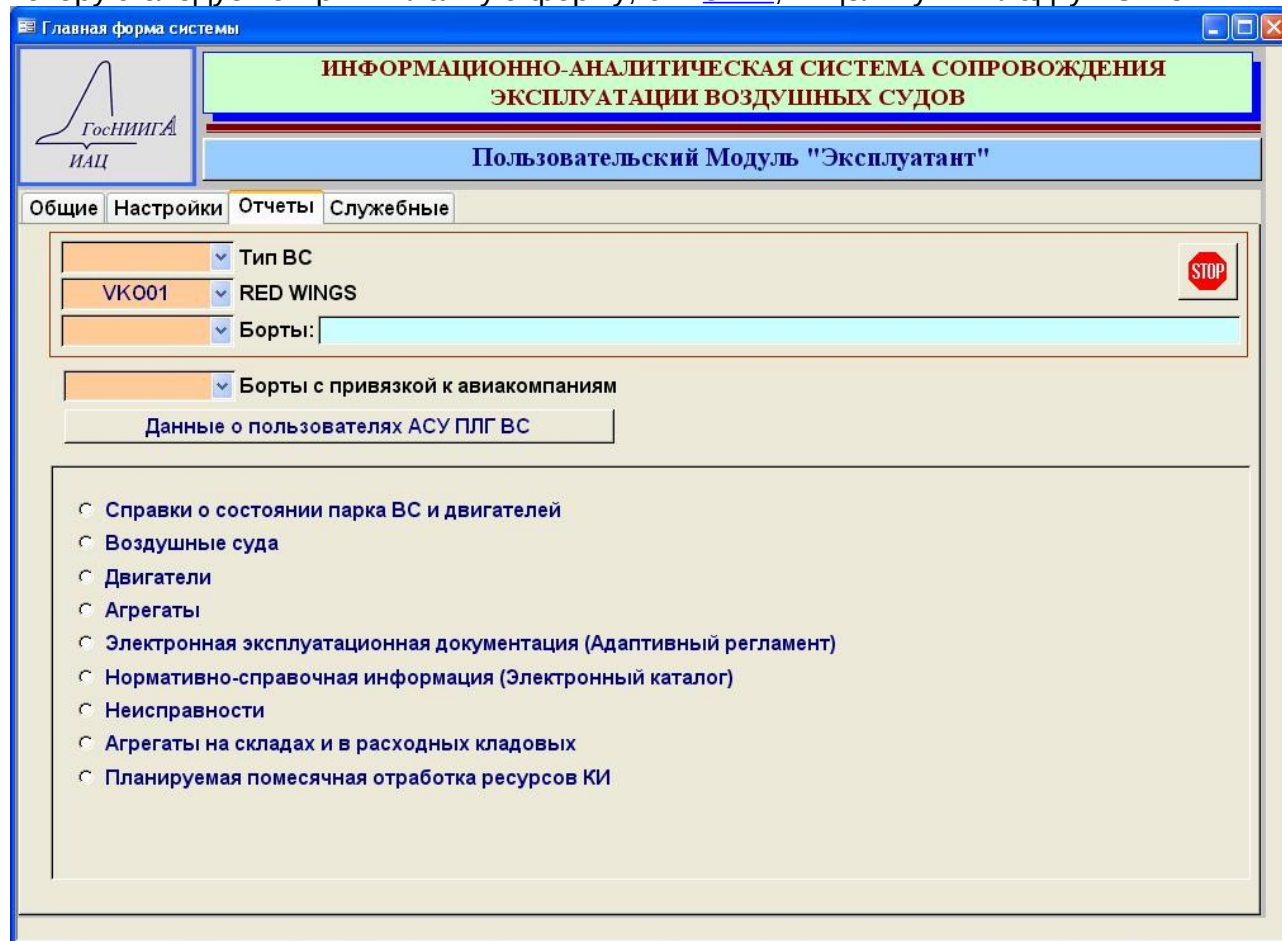 Главная форма системы
ГосНИИГА
ИАЦ
ИНФОРМАЦИОННО-АНАЛИТИЧЕСКАЯ СИСТЕМА СОПРОВОЖДЕНИЯ
ЭКСПЛУАТАЦИИ ВОЗДУШНЫХ СУДОВ
Пользовательский Модуль "Эксплуатант"
Общие Настройки Отчеты Служебные
Тип ВС
STOP
VKO01 RED WINGS
Борты:
Борты с привязкой к авиакомпаниям
Данные о пользователях АСУ ПЛГ ВС
Справки о состоянии парка ВС и двигателей
Воздушные суда
Двигатели
Агрегаты
Электронная эксплуатационная документация (Адаптивный регламент)
Нормативно-справочная информация (Электронный каталог)
Неисправности
Агрегаты на складах и в расходных кладовых
Планируемая помесячная отработка ресурсов КИ